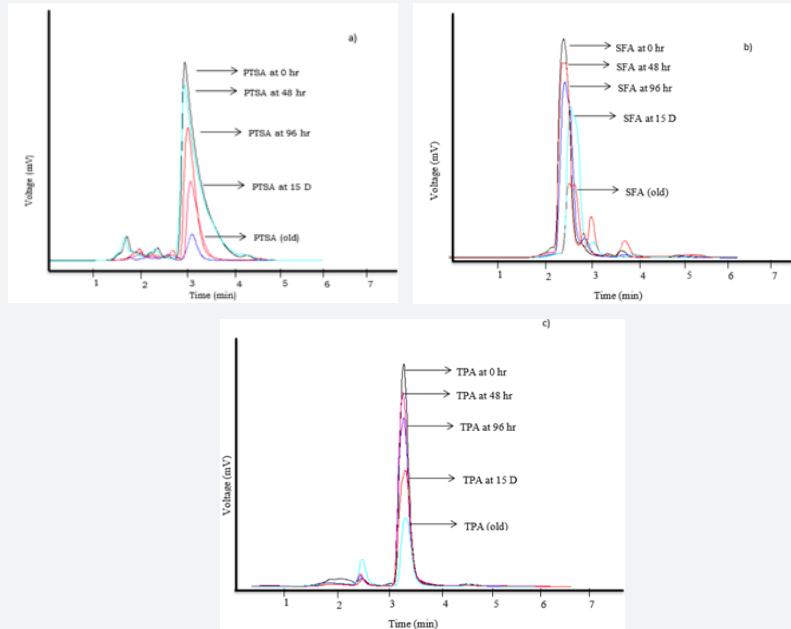 a)
PTSA at 0 hr
PTSA at 48 hr
PTSA at 96 hr
PTSA at 15 D
PTSA (old)
Voltage (mV)
1 2 3 4 5 6 7
Time (min)
b)
SFA at 0 hr
SFA at 48 hr
SFA at 96 hr
SFA at 15 D
SFA (old)
Voltage (mV)
1 2 3 4 5 6 7
Time (min)
c)
TPA at 0 hr
TPA at 48 hr
TPA at 96 hr
TPA at 15 D
TPA (old)
Voltage (mV)
1 2 3 4 5 6 7
Time (min)